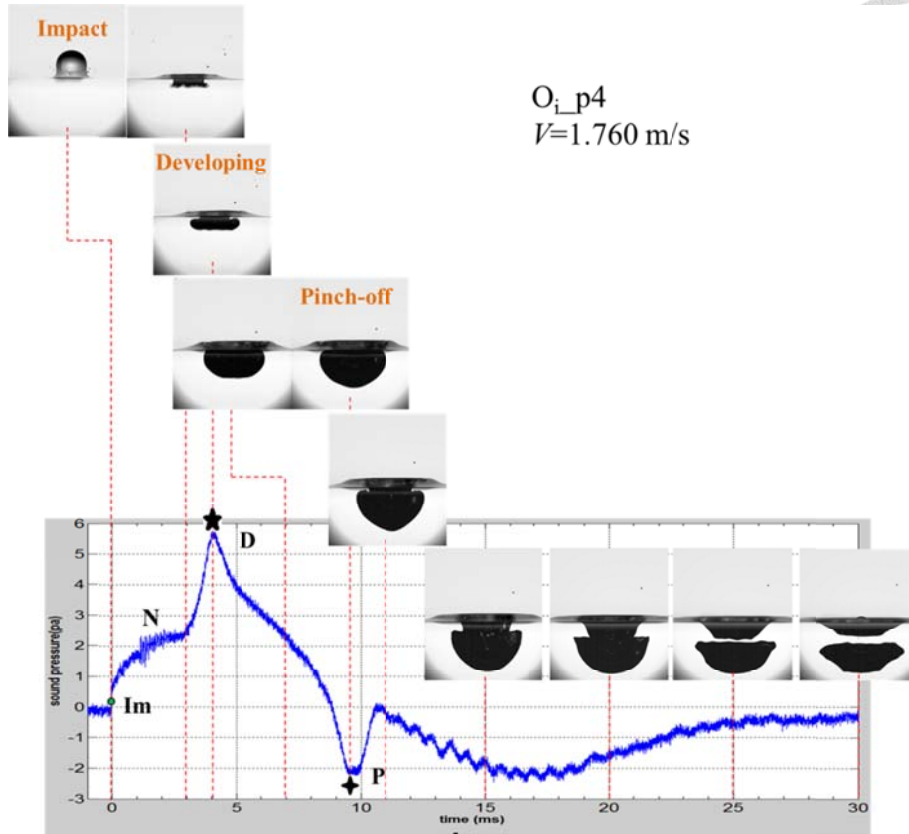 Impact
O_i_p4
V=1.760 m/s
Developing
Pinch-off
6
5
4
3
2
1
0
-1
-2
-3
sound pressure(pa)
D
N
Im
P
0 5 10 15 20 25 30
time (ms)